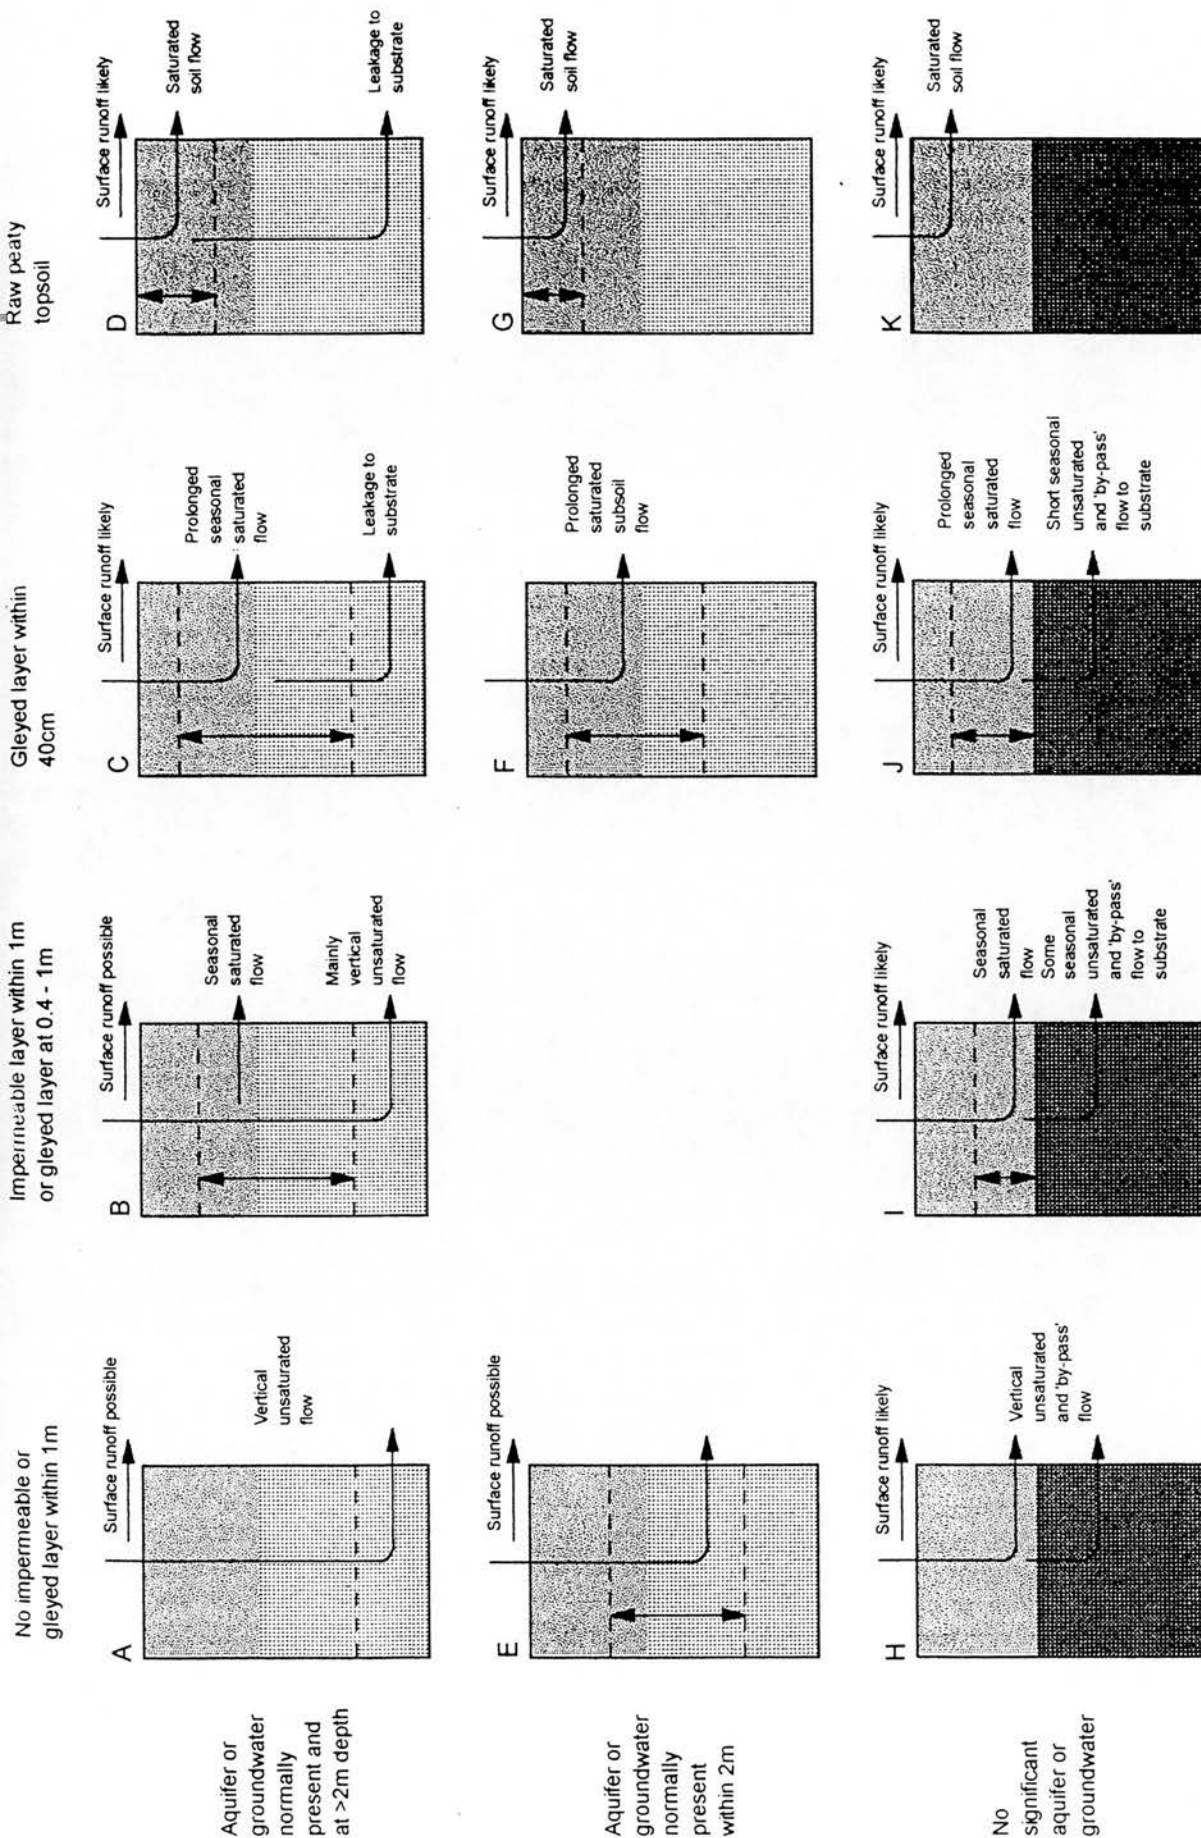 No impermeable or
gleyed layer within 1m
Impermeable layer within 1m
or gleyed layer at 0.4 - 1m
Gleyed layer within
40cm
Raw peaty
topsoil
Aquifer or
groundwater
normally
present and
at >2m depth
A
Surface runoff possible
Vertical
unsaturated
flow
B
Surface runoff possible
Seasonal
saturated
flow
Mainly
vertical
unsaturated
flow
C
Surface runoff likely
Prolonged
seasonal
saturated
flow
Leakage to
substrate
D
Surface runoff likely
Saturated
soil flow
Leakage to
substrate
Aquifer or
groundwater
normally
present
within 2m
E
Surface runoff possible
F
Prolonged
saturated
subsoil
flow
G
Saturated
soil flow
No
significant
aquifer or
groundwater
H
Surface runoff likely
Vertical
unsaturated
and 'by-pass'
flow
I
Surface runoff likely
Seasonal
saturated
flow
Some
seasonal
unsaturated
and 'by-pass'
flow to
substrate
J
Surface runoff likely
Prolonged
seasonal
saturated
flow
Short seasonal
unsaturated
and 'by-pass'
flow to
substrate
K
Saturated
soil flow